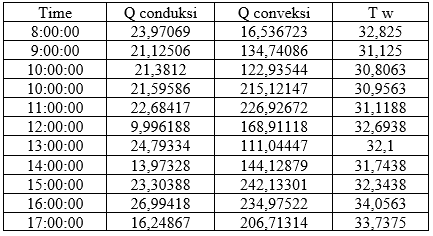 Time Q conduksi Q conveksi T w
8:00:00 23,97069 16,536723 32,825
9:00:00 21,12506 134,74086 31,125
10:00:00 21,3812 122,93544 30,8063
10:00:00 21,59586 215,12147 30,9563
11:00:00 22,68417 226,92672 31,1188
12:00:00 9,996188 168,91118 32,6938
13:00:00 24,79334 111,04447 32,1
14:00:00 13,97328 144,12879 31,7438
15:00:00 23,30388 242,13301 32,3438
16:00:00 26,99418 234,97522 34,0563
17:00:00 16,24867 206,71314 33,7375